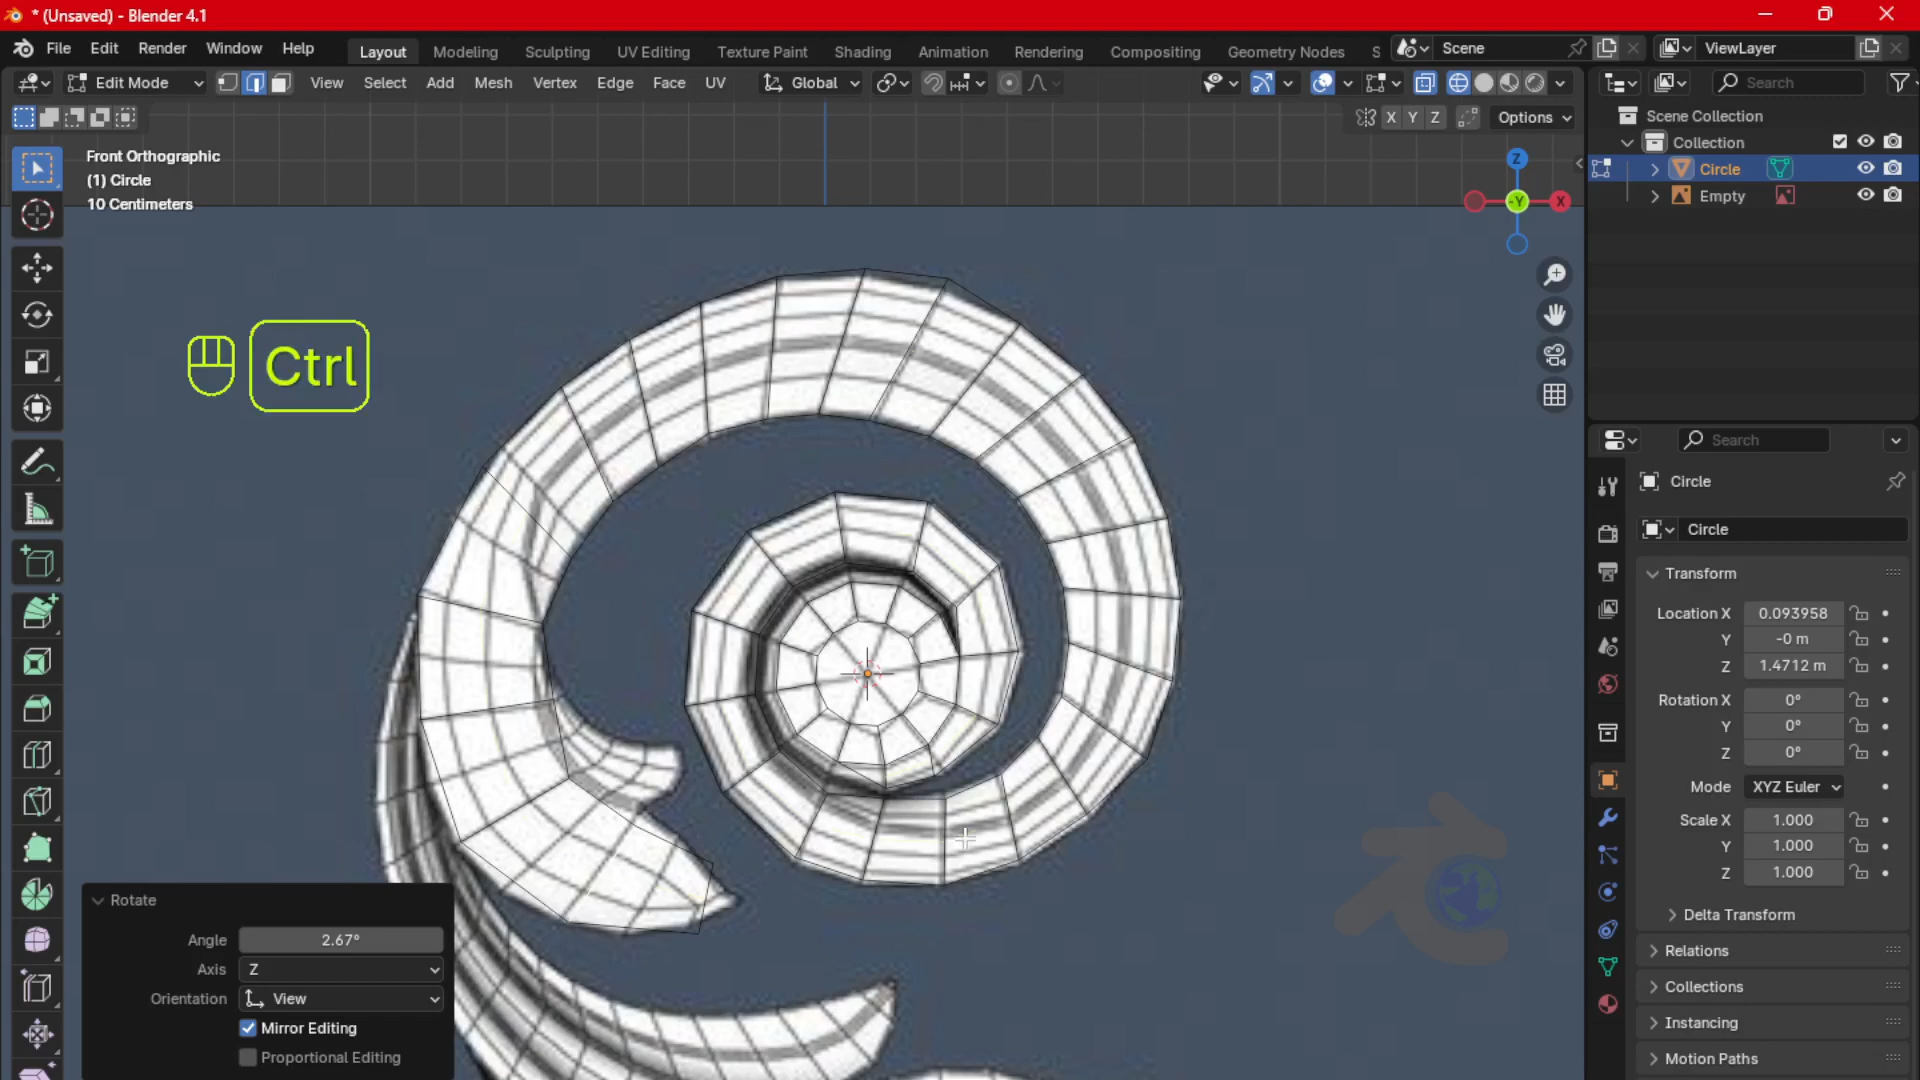 * (Unsaved) - Blender 4.1
File Edit Render Window Help Layout Modeling Sculpting UV Editing Texture Paint Shading Animation Rendering Compositing Geometry Nodes S Scene ViewLayer
Edit Mode View Select Add Mesh Vertex Edge Face UV Global Search
X Y Z Options
Front Orthographic
(1) Circle
10 Centimeters
Z
-Y X
Ctrl
Scene Collection
Collection
Circle
Empty
Search
Circle
Circle
Transform
Location X 0.093958
Y -0 m
Z 1.4712 m
Rotation X 0°
Y 0°
Z 0°
Mode XYZ Euler
Scale X 1.000
Y 1.000
Z 1.000
Delta Transform
Relations
Collections
Instancing
Motion Paths
Rotate
Angle 2.67°
Axis Z
Orientation View
Mirror Editing
Proportional Editing